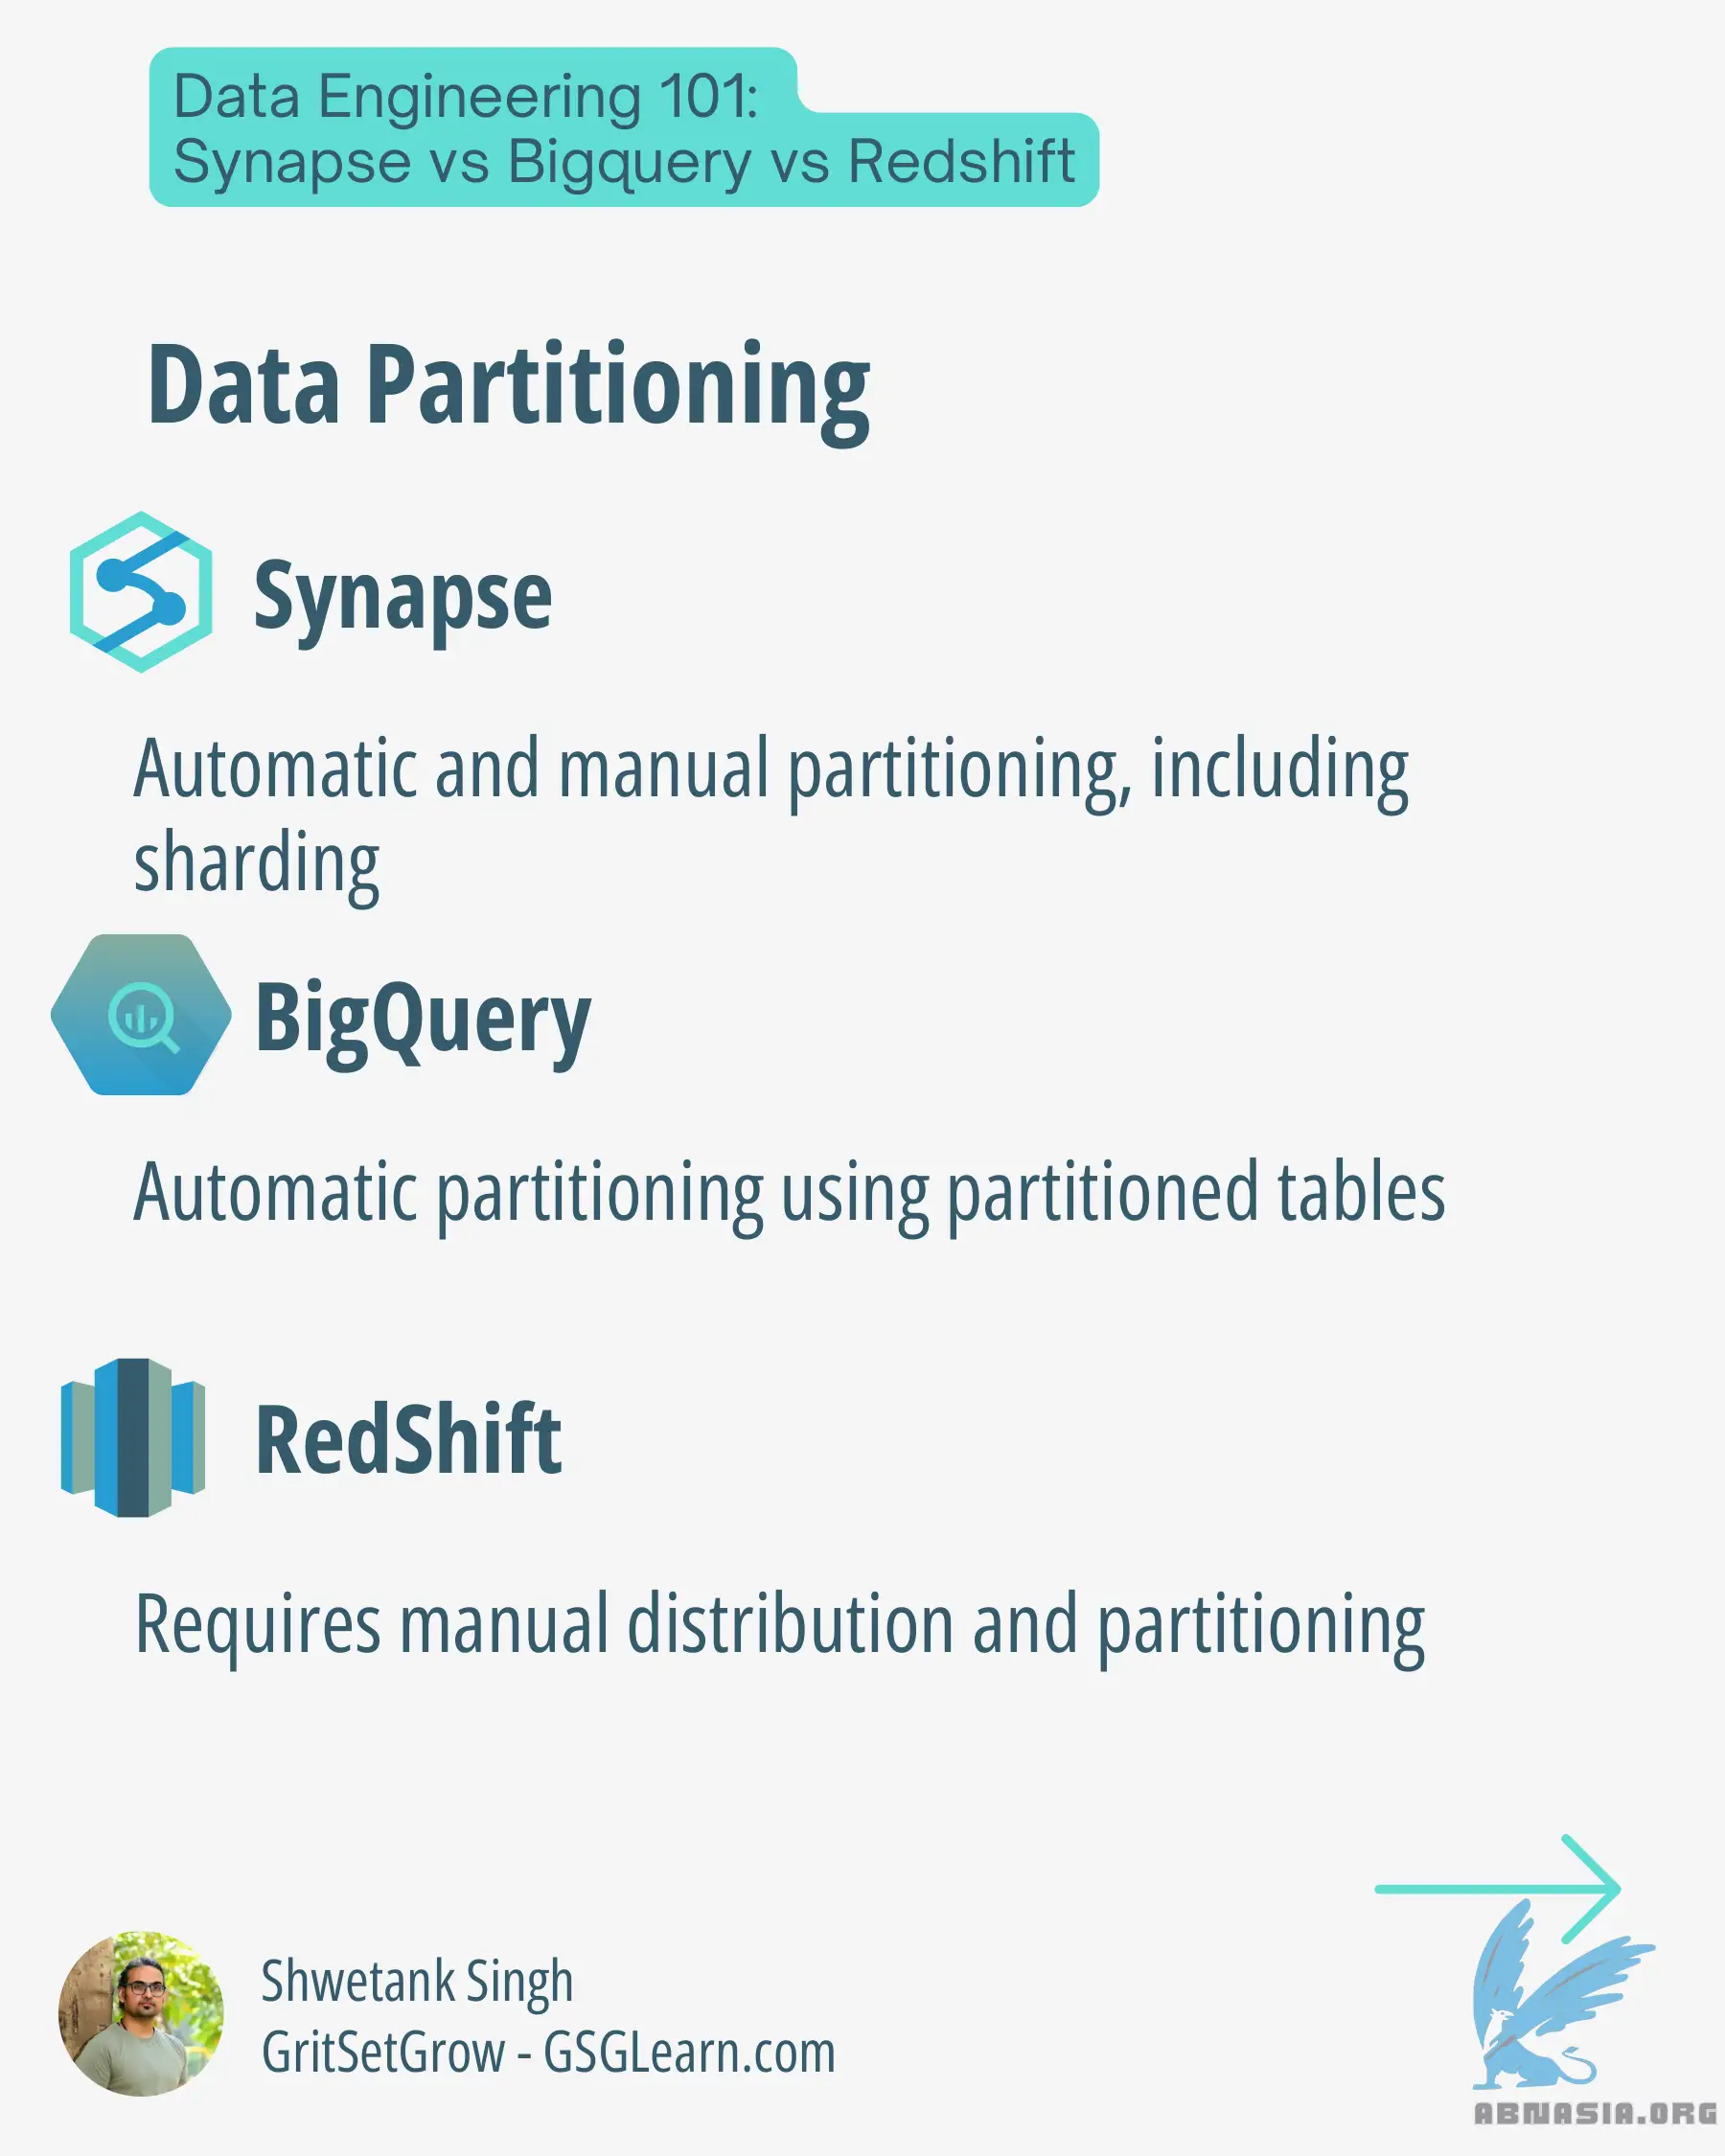 Data Engineering 101:
Synapse vs Bigquery vs Redshift
Data Partitioning
Synapse
Automatic and manual partitioning, including
sharding
BigQuery
Automatic partitioning using partitioned tables
RedShift
Requires manual distribution and partitioning
Shwetank Singh
GritSetGrow - GSGLearn.com
ABNASIA.ORG